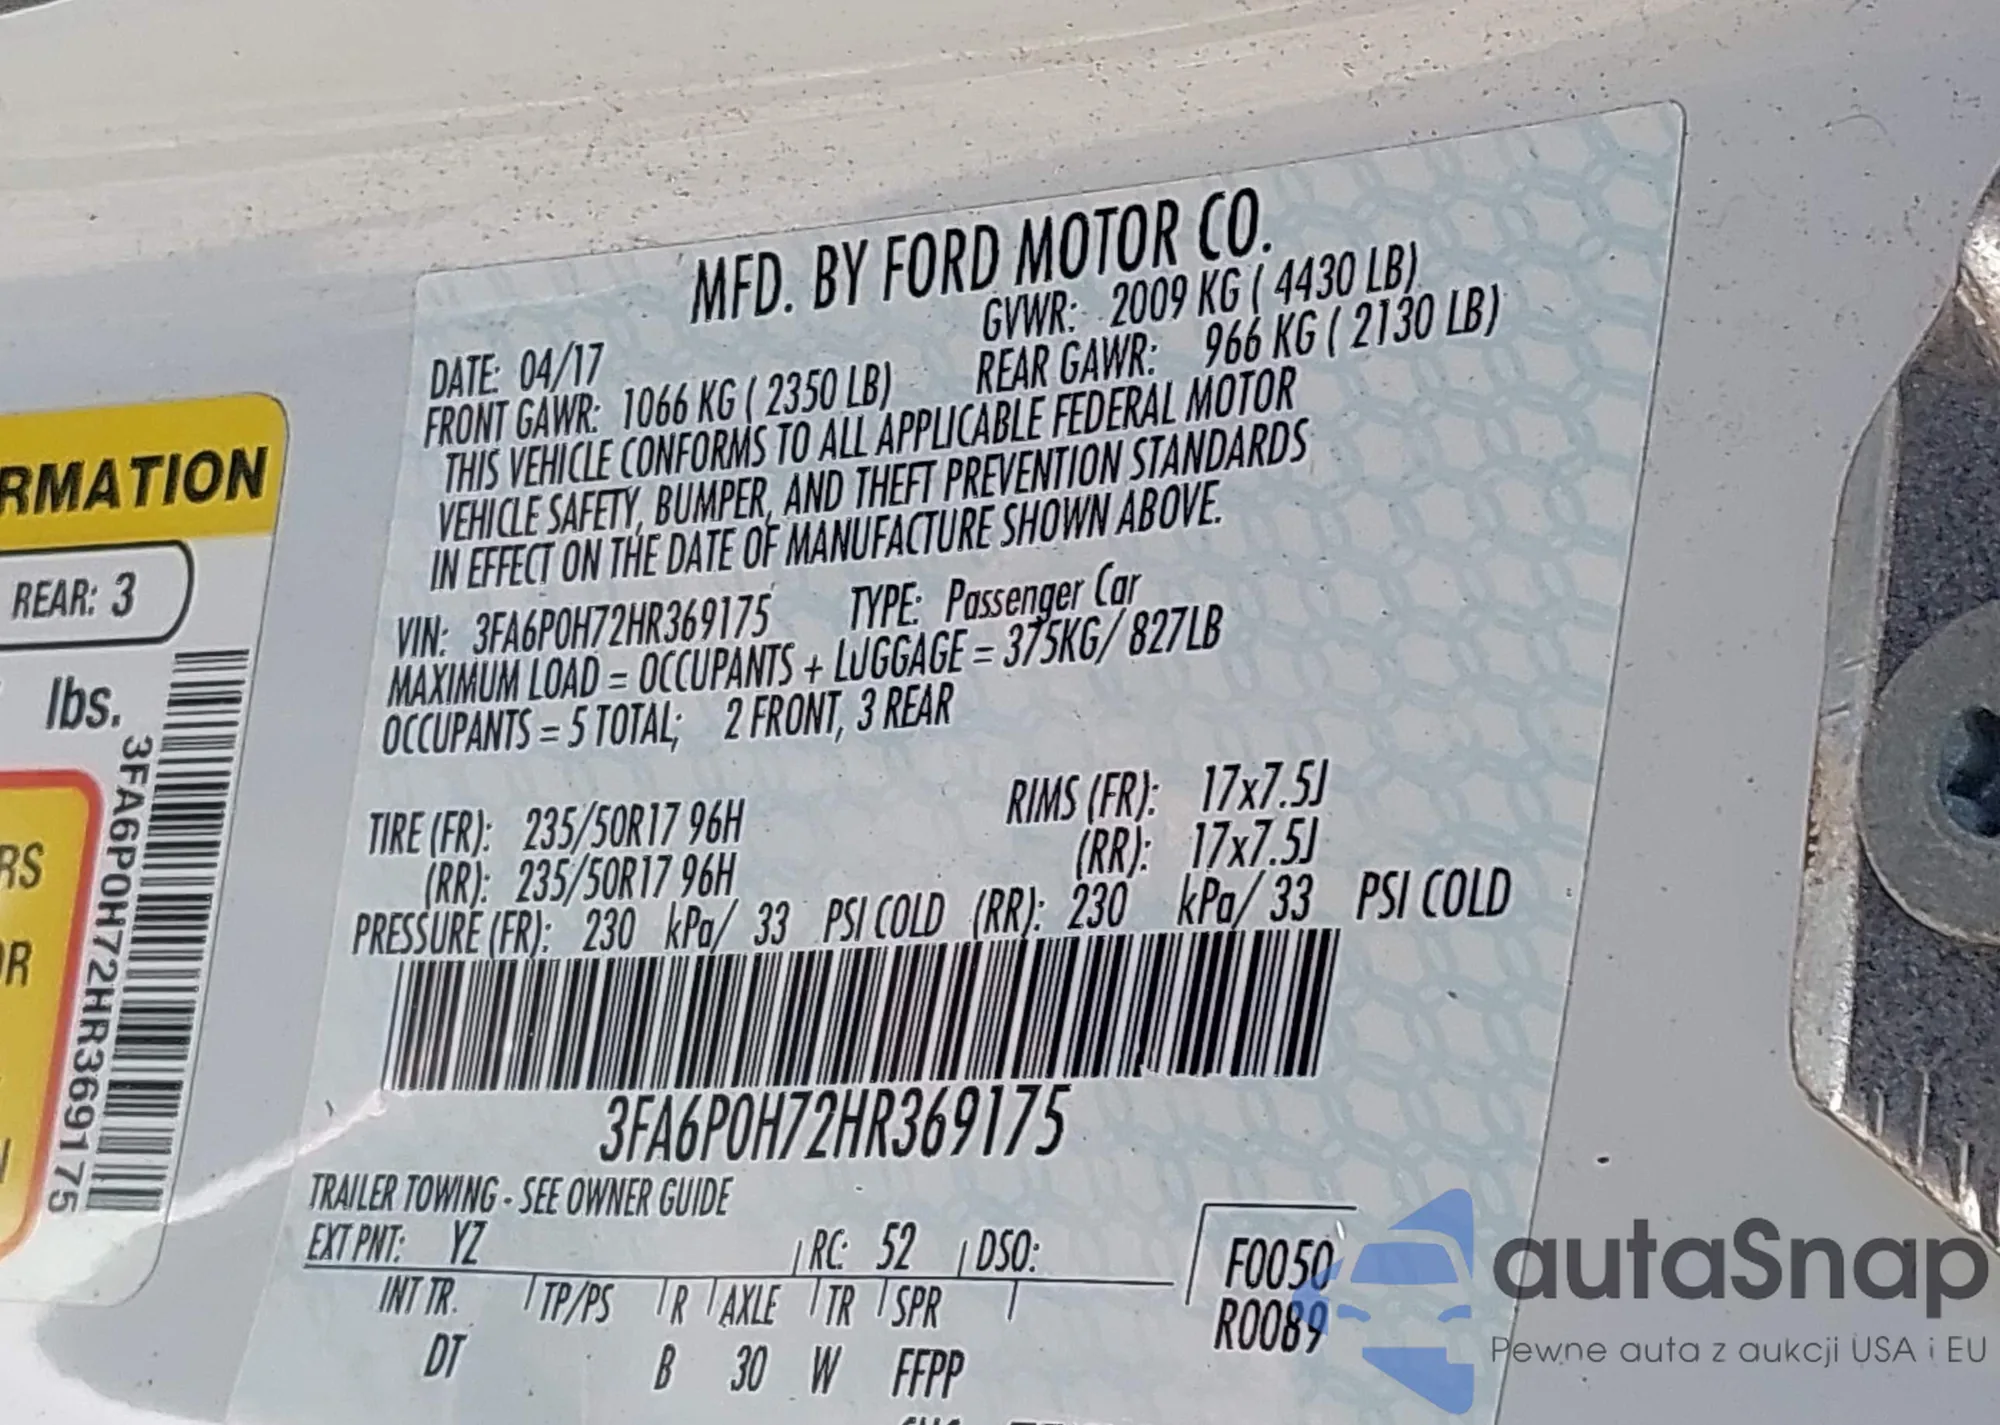 MFD. BY FORD MOTOR CO.
DATE: 04/17 GVWR: 2009 KG ( 4430 LB)
FRONT GAWR: 1066 KG ( 2350 LB) REAR GAWR: 966 KG ( 2130 LB)
THIS VEHICLE CONFORMS TO ALL APPLICABLE FEDERAL MOTOR
VEHICLE SAFETY, BUMPER, AND THEFT PREVENTION STANDARDS
IN EFFECT ON THE DATE OF MANUFACTURE SHOWN ABOVE.
VIN: 3FA6P0H72HR369175 TYPE: Passenger Car
MAXIMUM LOAD = OCCUPANTS + LUGGAGE = 375KG/ 827LB
OCCUPANTS = 5 TOTAL; 2 FRONT, 3 REAR
TIRE (FR): 235/50R17 96H RIMS (FR): 17x7.5J
(RR): 235/50R17 96H (RR): 17x7.5J
PRESSURE (FR): 230 kPa/ 33 PSI COLD (RR): 230 kPa/ 33 PSI COLD
3FA6P0H72HR369175
TRAILER TOWING - SEE OWNER GUIDE
EXT PNT: YZ RC: 52 DSO:
INT TR. TP/PS R AXLE TR SPR
DT B 30 W FFPP
F0050
R0089
RMATION
REAR: 3
lbs.
3FA6P0H72HR369175
RS
OR
N
autoSnap
Pewne auta z aukcji USA i EU